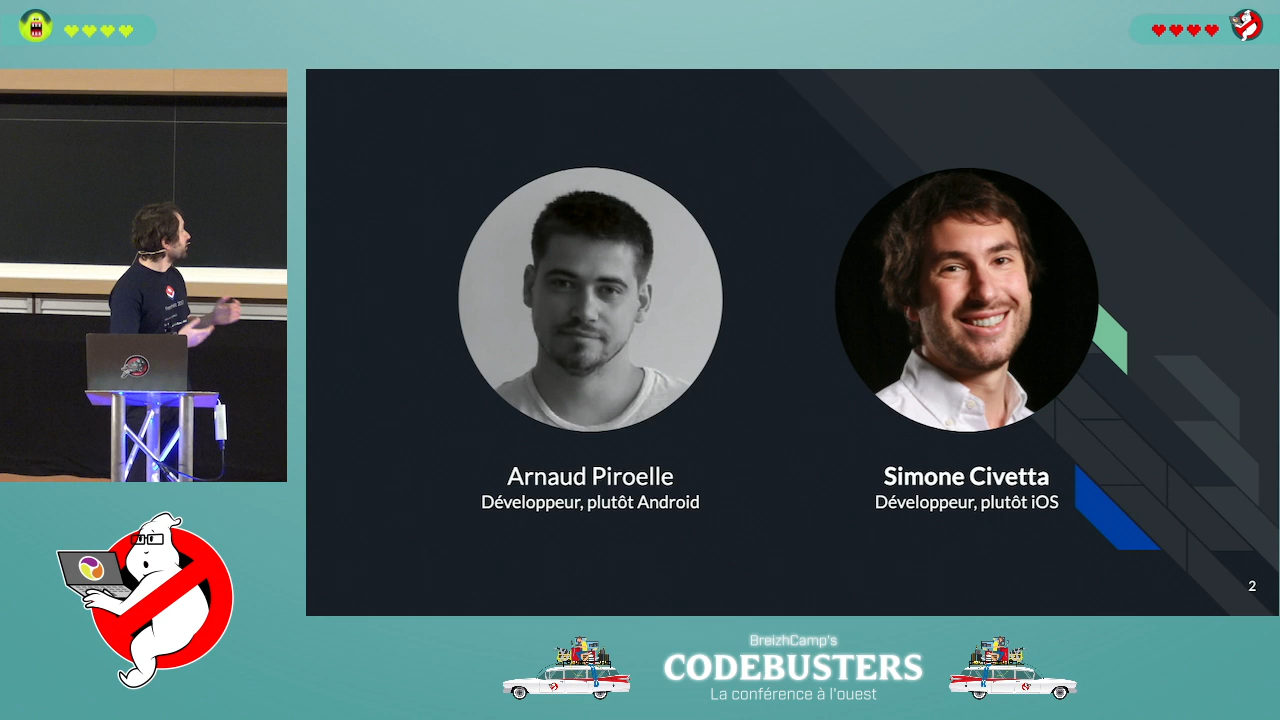 Arnaud Piroelle
Développeur, plutôt Android
Simone Civetta
Développeur, plutôt iOS
2
BreizhCamp's
CODEBUSTERS
La conférence à l'ouest